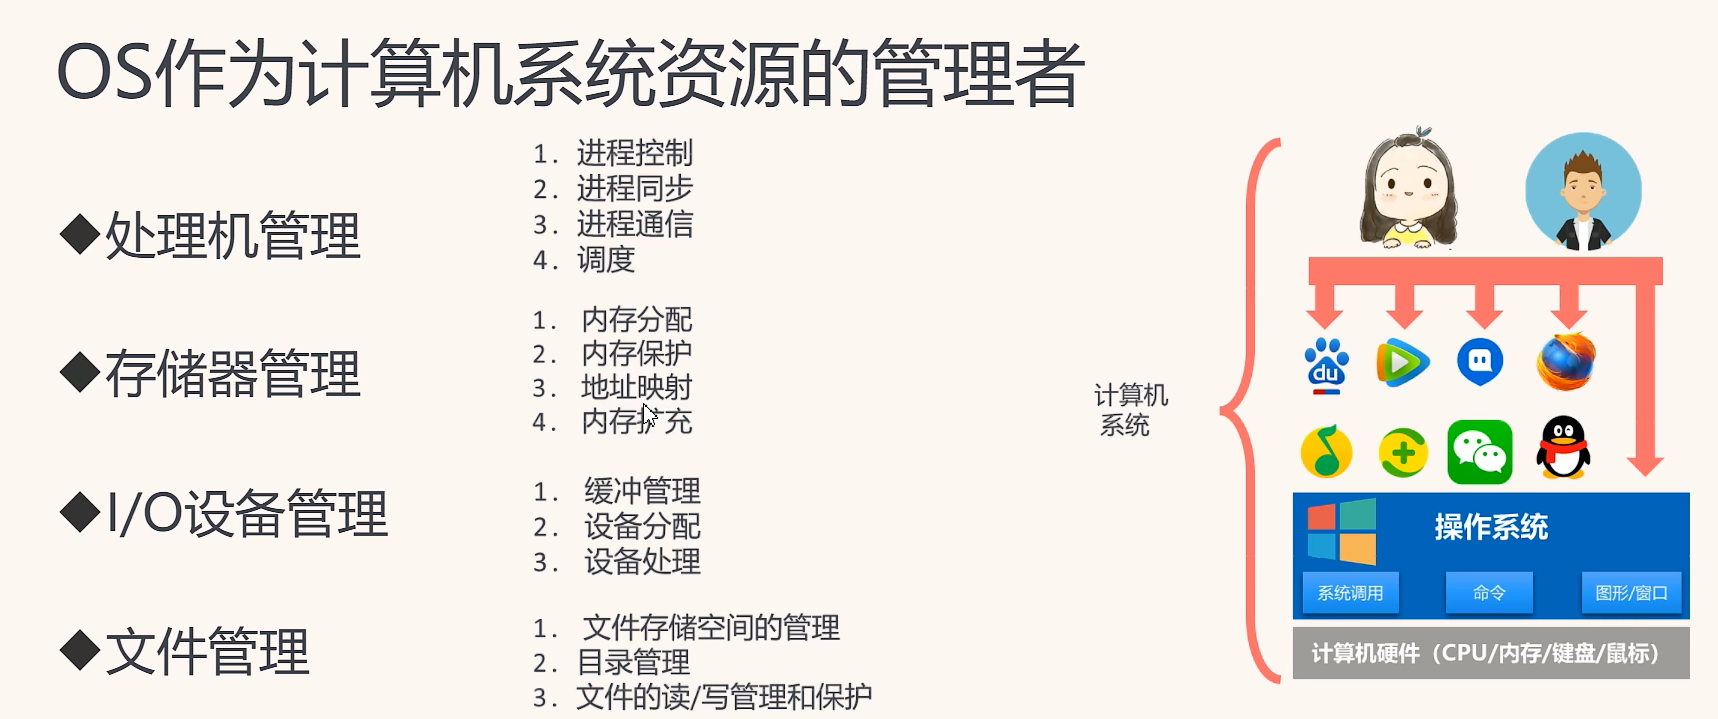 OS作为计算机系统资源的管理者
◆处理机管理
1. 进程控制
2. 进程同步
3. 进程通信
4. 调度
◆存储器管理
1. 内存分配
2. 内存保护
3. 地址映射
4. 内存扩充
◆I/O设备管理
1. 缓冲管理
2. 设备分配
3. 设备处理
◆文件管理
1. 文件存储空间的管理
2. 目录管理
3. 文件的读/写管理和保护
计算机
系统
du
操作系统
系统调用
命令
图形/窗口
计算机硬件（CPU/内存/键盘/鼠标）